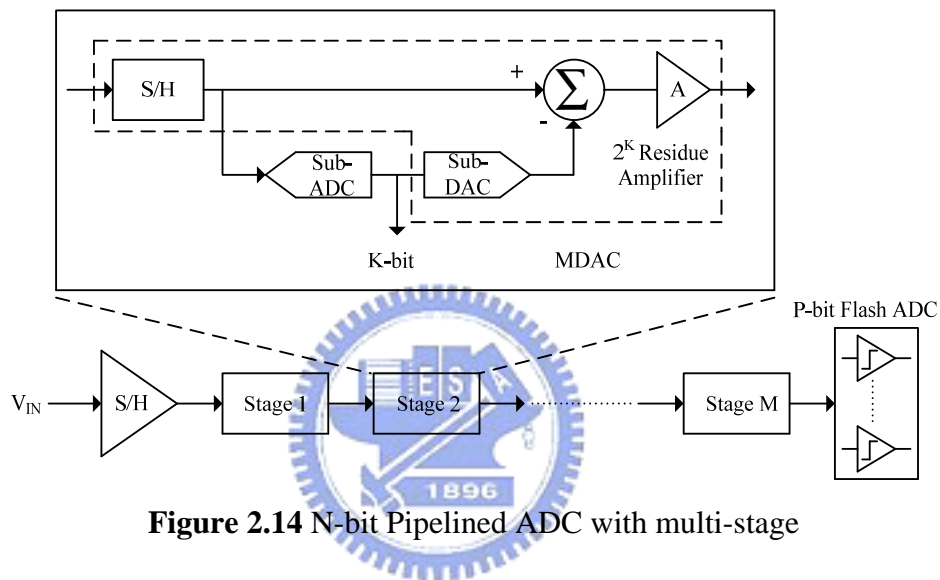 S/H
+
Σ
-
A
2^K Residue
Amplifier
Sub-
ADC
Sub-
DAC
K-bit
MDAC
P-bit Flash ADC
V_IN
S/H
Stage 1
Stage 2
Stage M
E S A
1896
Figure 2.14 N-bit Pipelined ADC with multi-stage